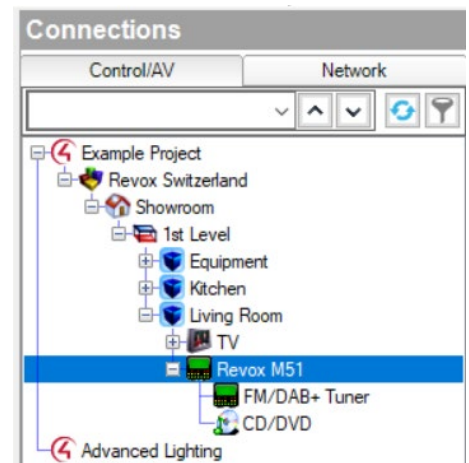 Connections
Control/AV Network
Example Project
Revox Switzerland
Showroom
1st Level
Equipment
Kitchen
Living Room
TV
Revox M51
FM/DAB+ Tuner
CD/DVD
Advanced Lighting